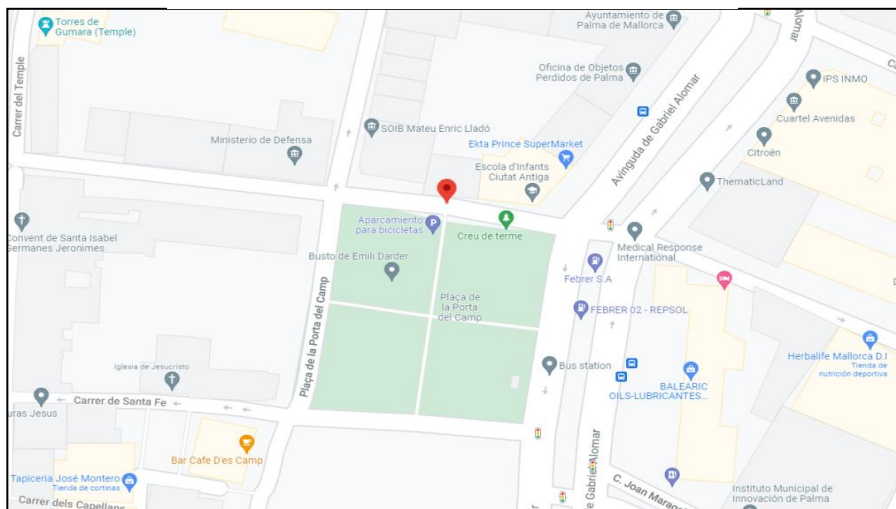 Torres de
Gumara (Temple)
Ayuntamiento de
Palma de Mallorca
Alomar
Oficina de Objetos
Perdidos de Palma
IPS INMO
Carrer del Temple
Avinguda de Gabriel Alomar
Cuartel Avenidas
SOIB Mateu Enric Lladó
Ministerio de Defensa
Ekta Prince SuperMarket
Citroën
Escola d'Infants
Ciutat Antiga
ThematicLand
Aparcamiento
para bicicletas
P
Creu de terme
Convent de Santa Isabel
Germanes Jeronimes
Medical Response
International
Busto de Emili Darder
Febrer S.A
Plaça de la Porta del Camp
Plaça de
la Porta
del Camp
FEBRER 02 - REPSOL
Herbalife Mallorca D.I
Tienda de
nutrición deportiva
Iglesia de Jesucristo
Bus station
BALEARIC
OILS-LUBRICANTES...
Carrer de Santa Fe
uras Jesus
Bar Cafe D'es Camp
de Gabriel Alomar
Tapiceria José Montero
Tienda de cortinas
C. Joan Maragal
Instituto Municipal de
Innovación de Palma
Carrer dels Capellans